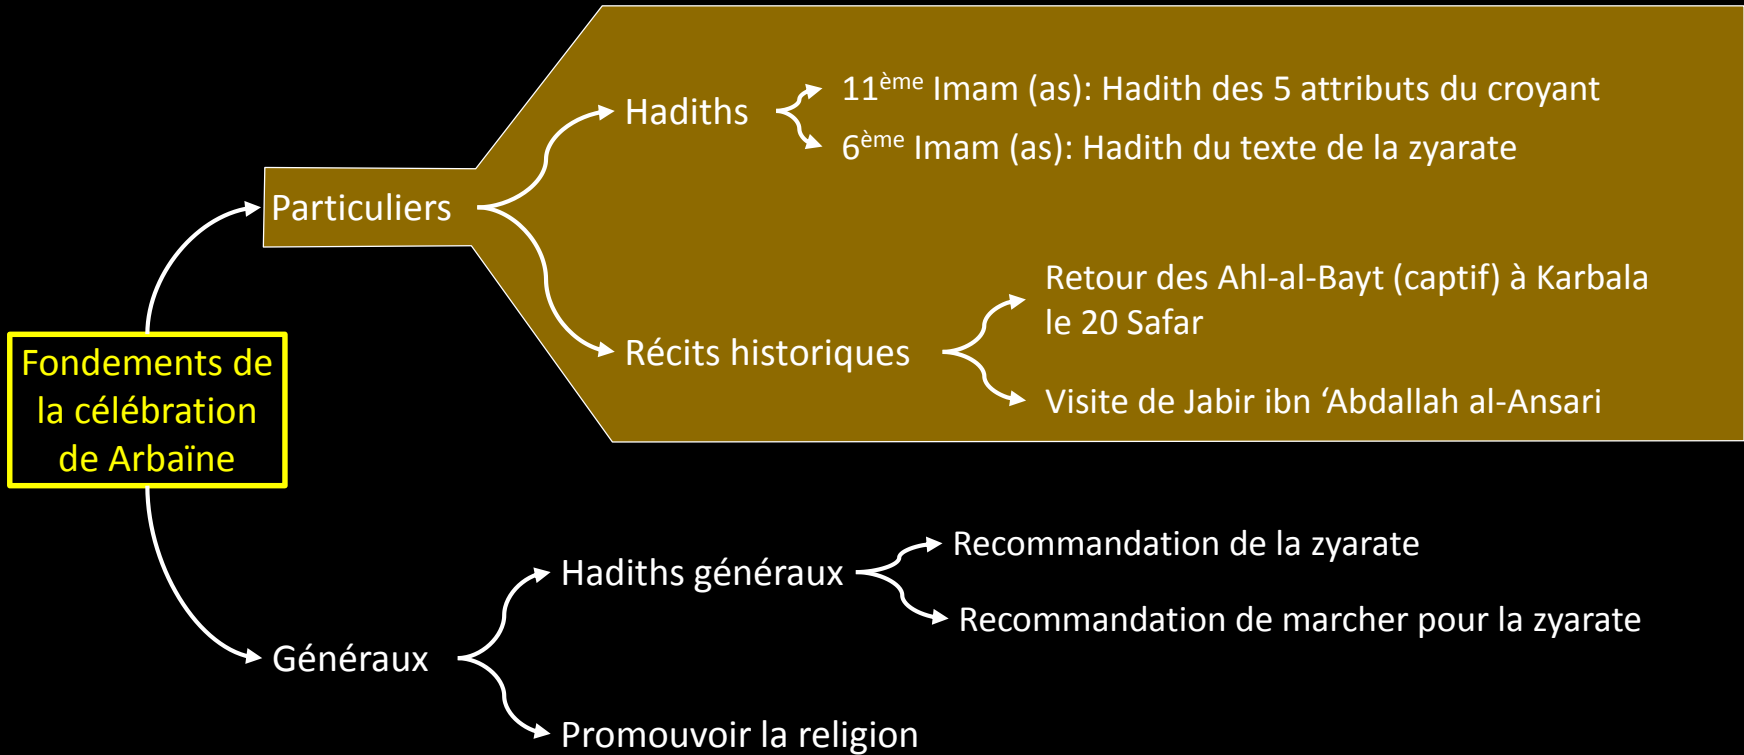 Fondements de
la célébration
de Arbaïne
Particuliers
Hadiths
11ème Imam (as): Hadith des 5 attributs du croyant
6ème Imam (as): Hadith du texte de la zyarate
Récits historiques
Retour des Ahl-al-Bayt (captif) à Karbala
le 20 Safar
Visite de Jabir ibn ‘Abdallah al-Ansari
Généraux
Hadiths généraux
Recommandation de la zyarate
Recommandation de marcher pour la zyarate
Promouvoir la religion